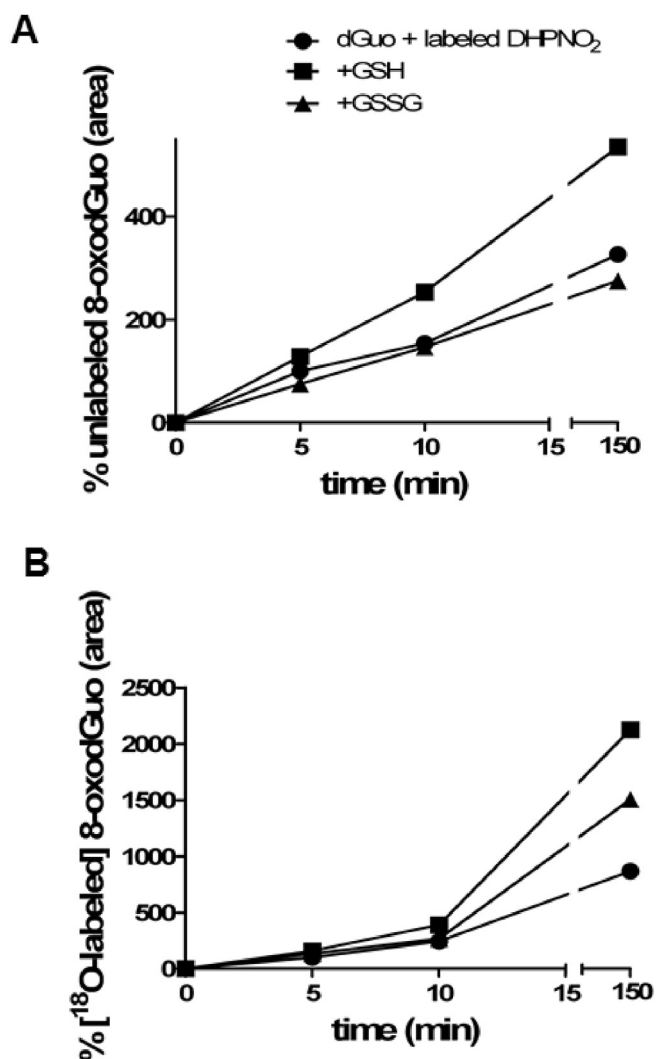 A
dGuo + labeled DHPNO₂
+GSH
+GSSG
% unlabeled 8-oxodGuo (area)
400
200
0
0 5 10 15 150
time (min)
B
% [¹⁸O-labeled] 8-oxodGuo (area)
2500
2000
1500
1000
500
0
0 5 10 15 150
time (min)